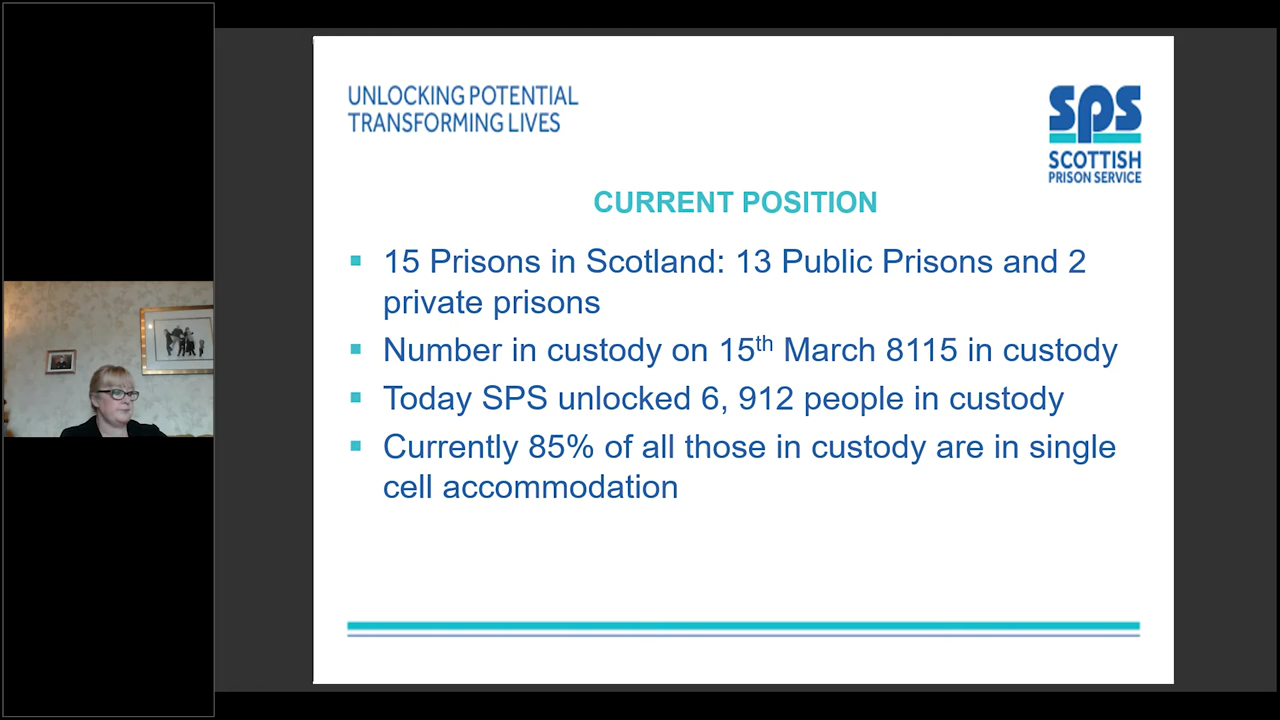 UNLOCKING POTENTIAL
TRANSFORMING LIVES
sps
SCOTTISH
PRISON SERVICE
CURRENT POSITION
▪ 15 Prisons in Scotland: 13 Public Prisons and 2
private prisons
▪ Number in custody on 15th March 8115 in custody
▪ Today SPS unlocked 6, 912 people in custody
▪ Currently 85% of all those in custody are in single
cell accommodation